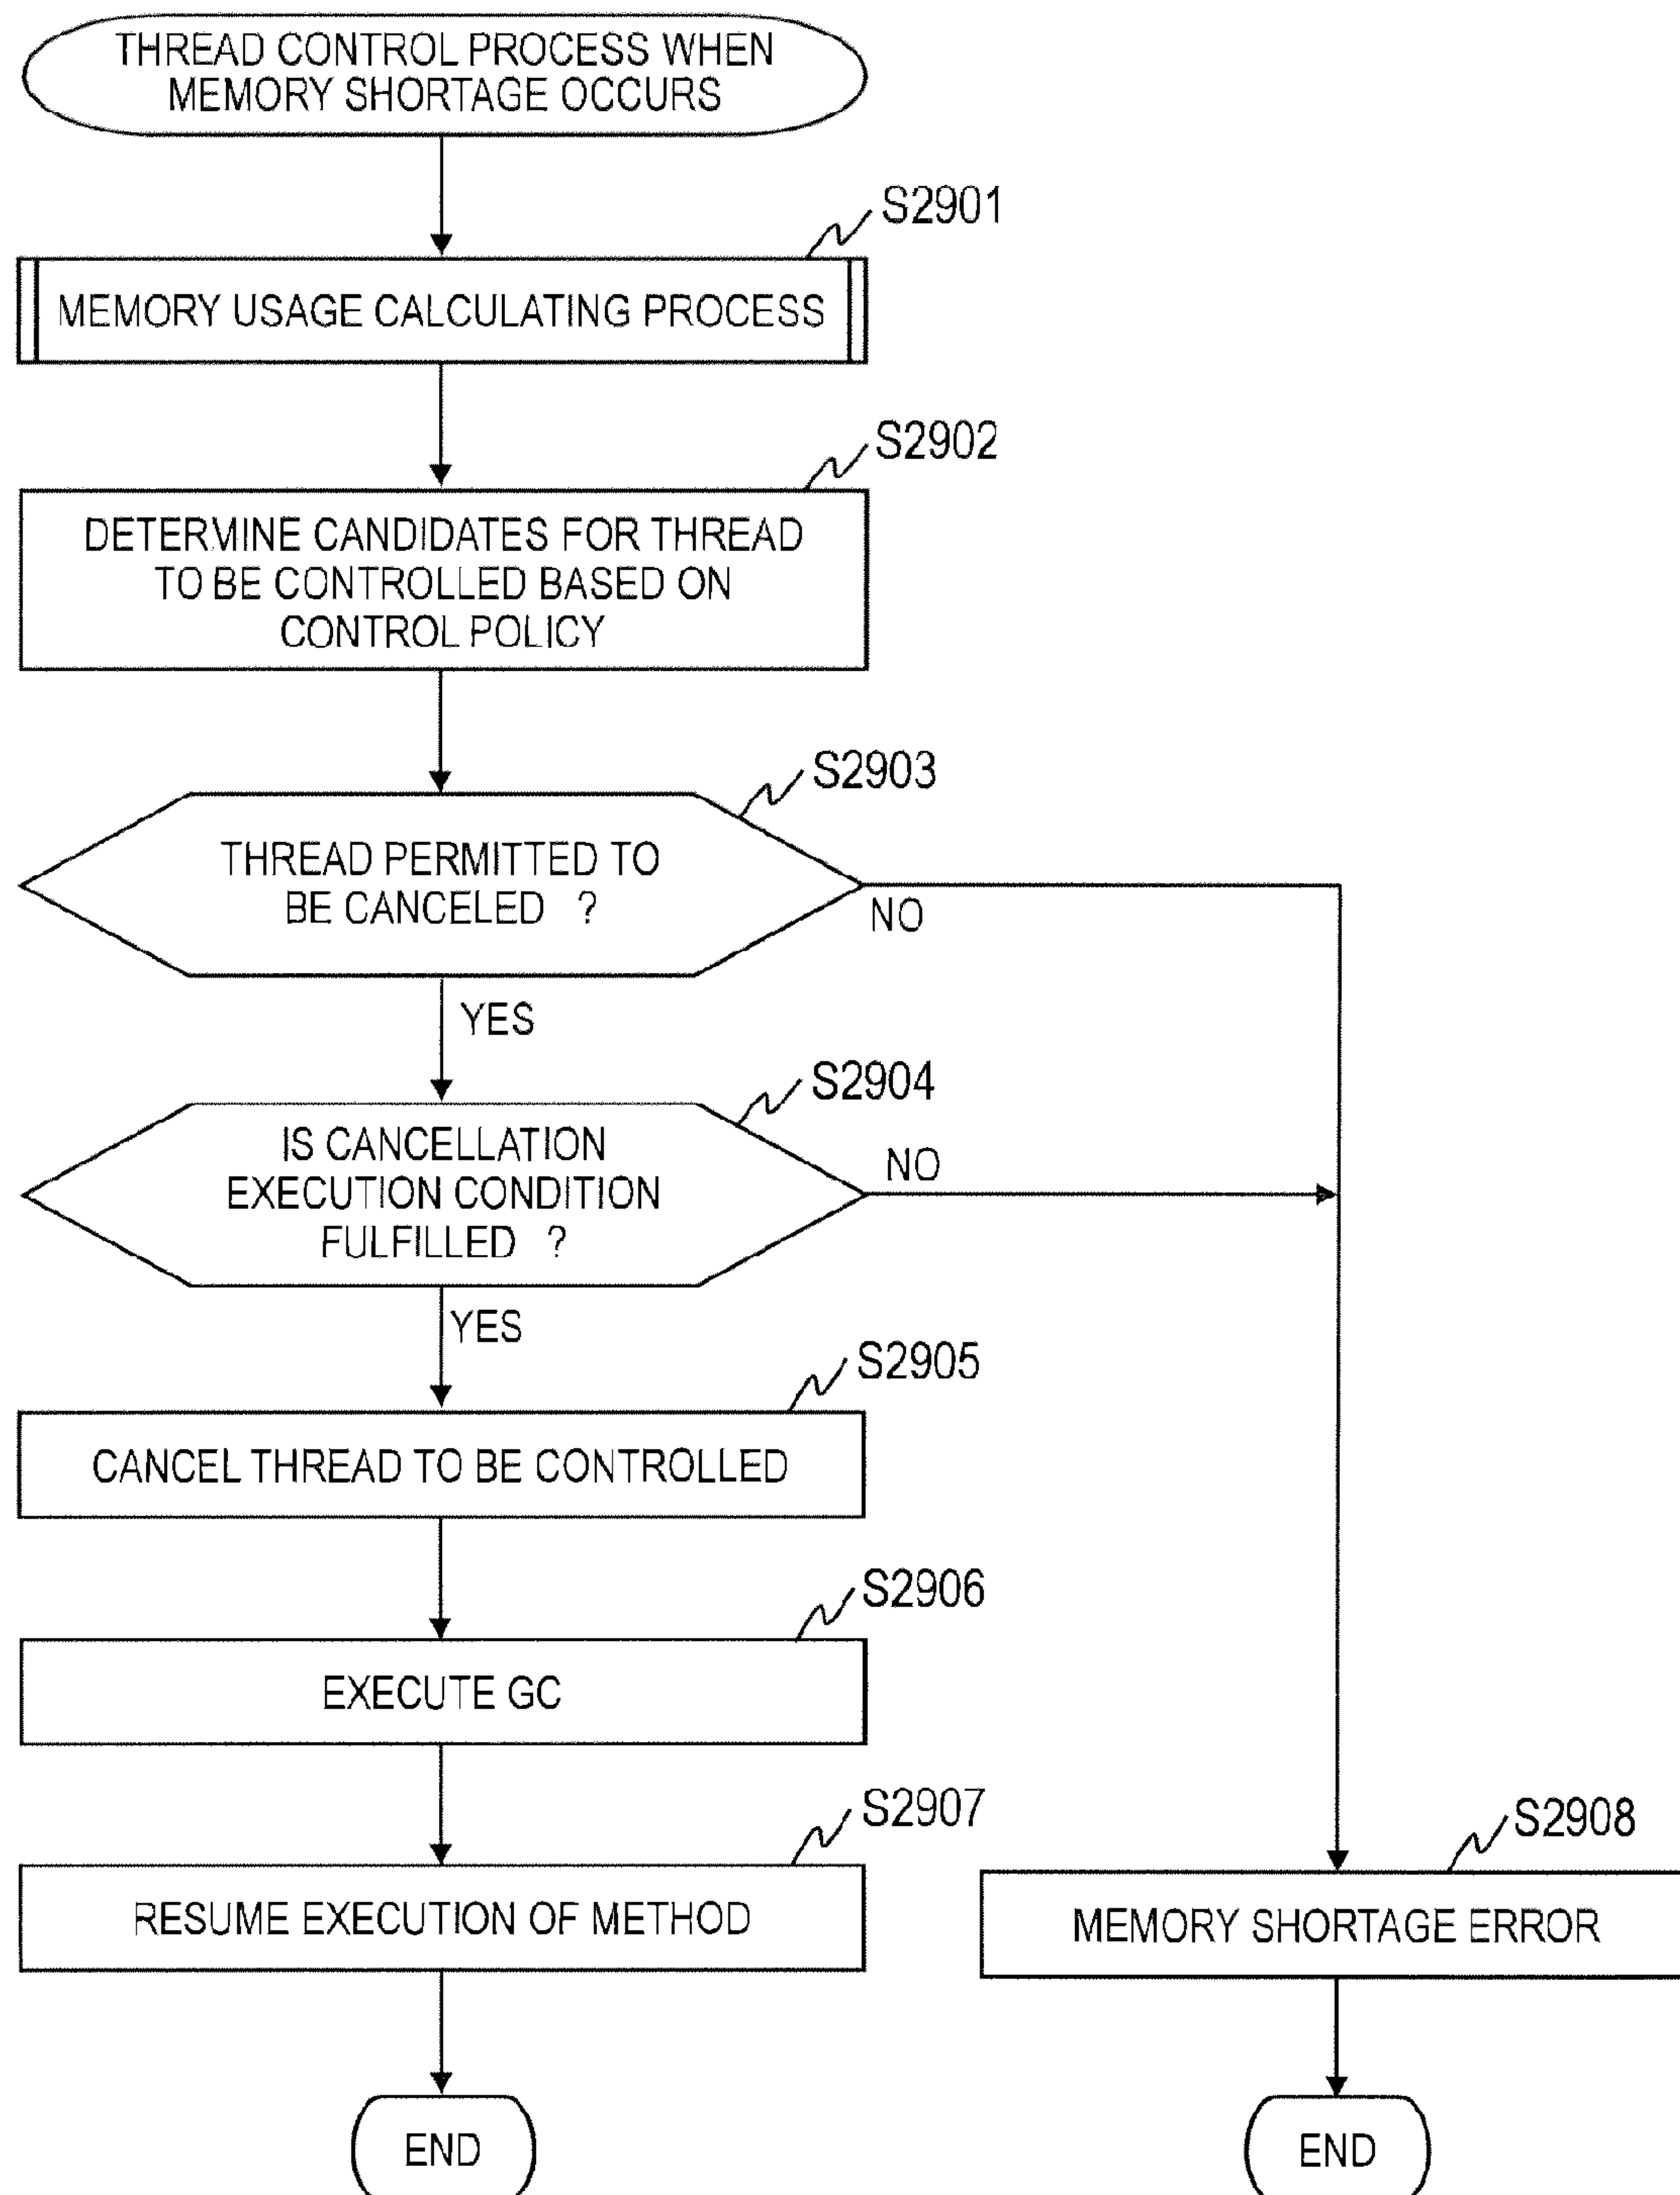 THREAD CONTROL PROCESS WHEN
MEMORY SHORTAGE OCCURS
S2901
MEMORY USAGE CALCULATING PROCESS
S2902
DETERMINE CANDIDATES FOR THREAD
TO BE CONTROLLED BASED ON
CONTROL POLICY
S2903
THREAD PERMITTED TO
BE CANCELED ?
NO
YES
S2904
IS CANCELLATION
EXECUTION CONDITION
FULFILLED ?
NO
YES
S2905
CANCEL THREAD TO BE CONTROLLED
S2906
EXECUTE GC
S2907
RESUME EXECUTION OF METHOD
S2908
MEMORY SHORTAGE ERROR
END
END